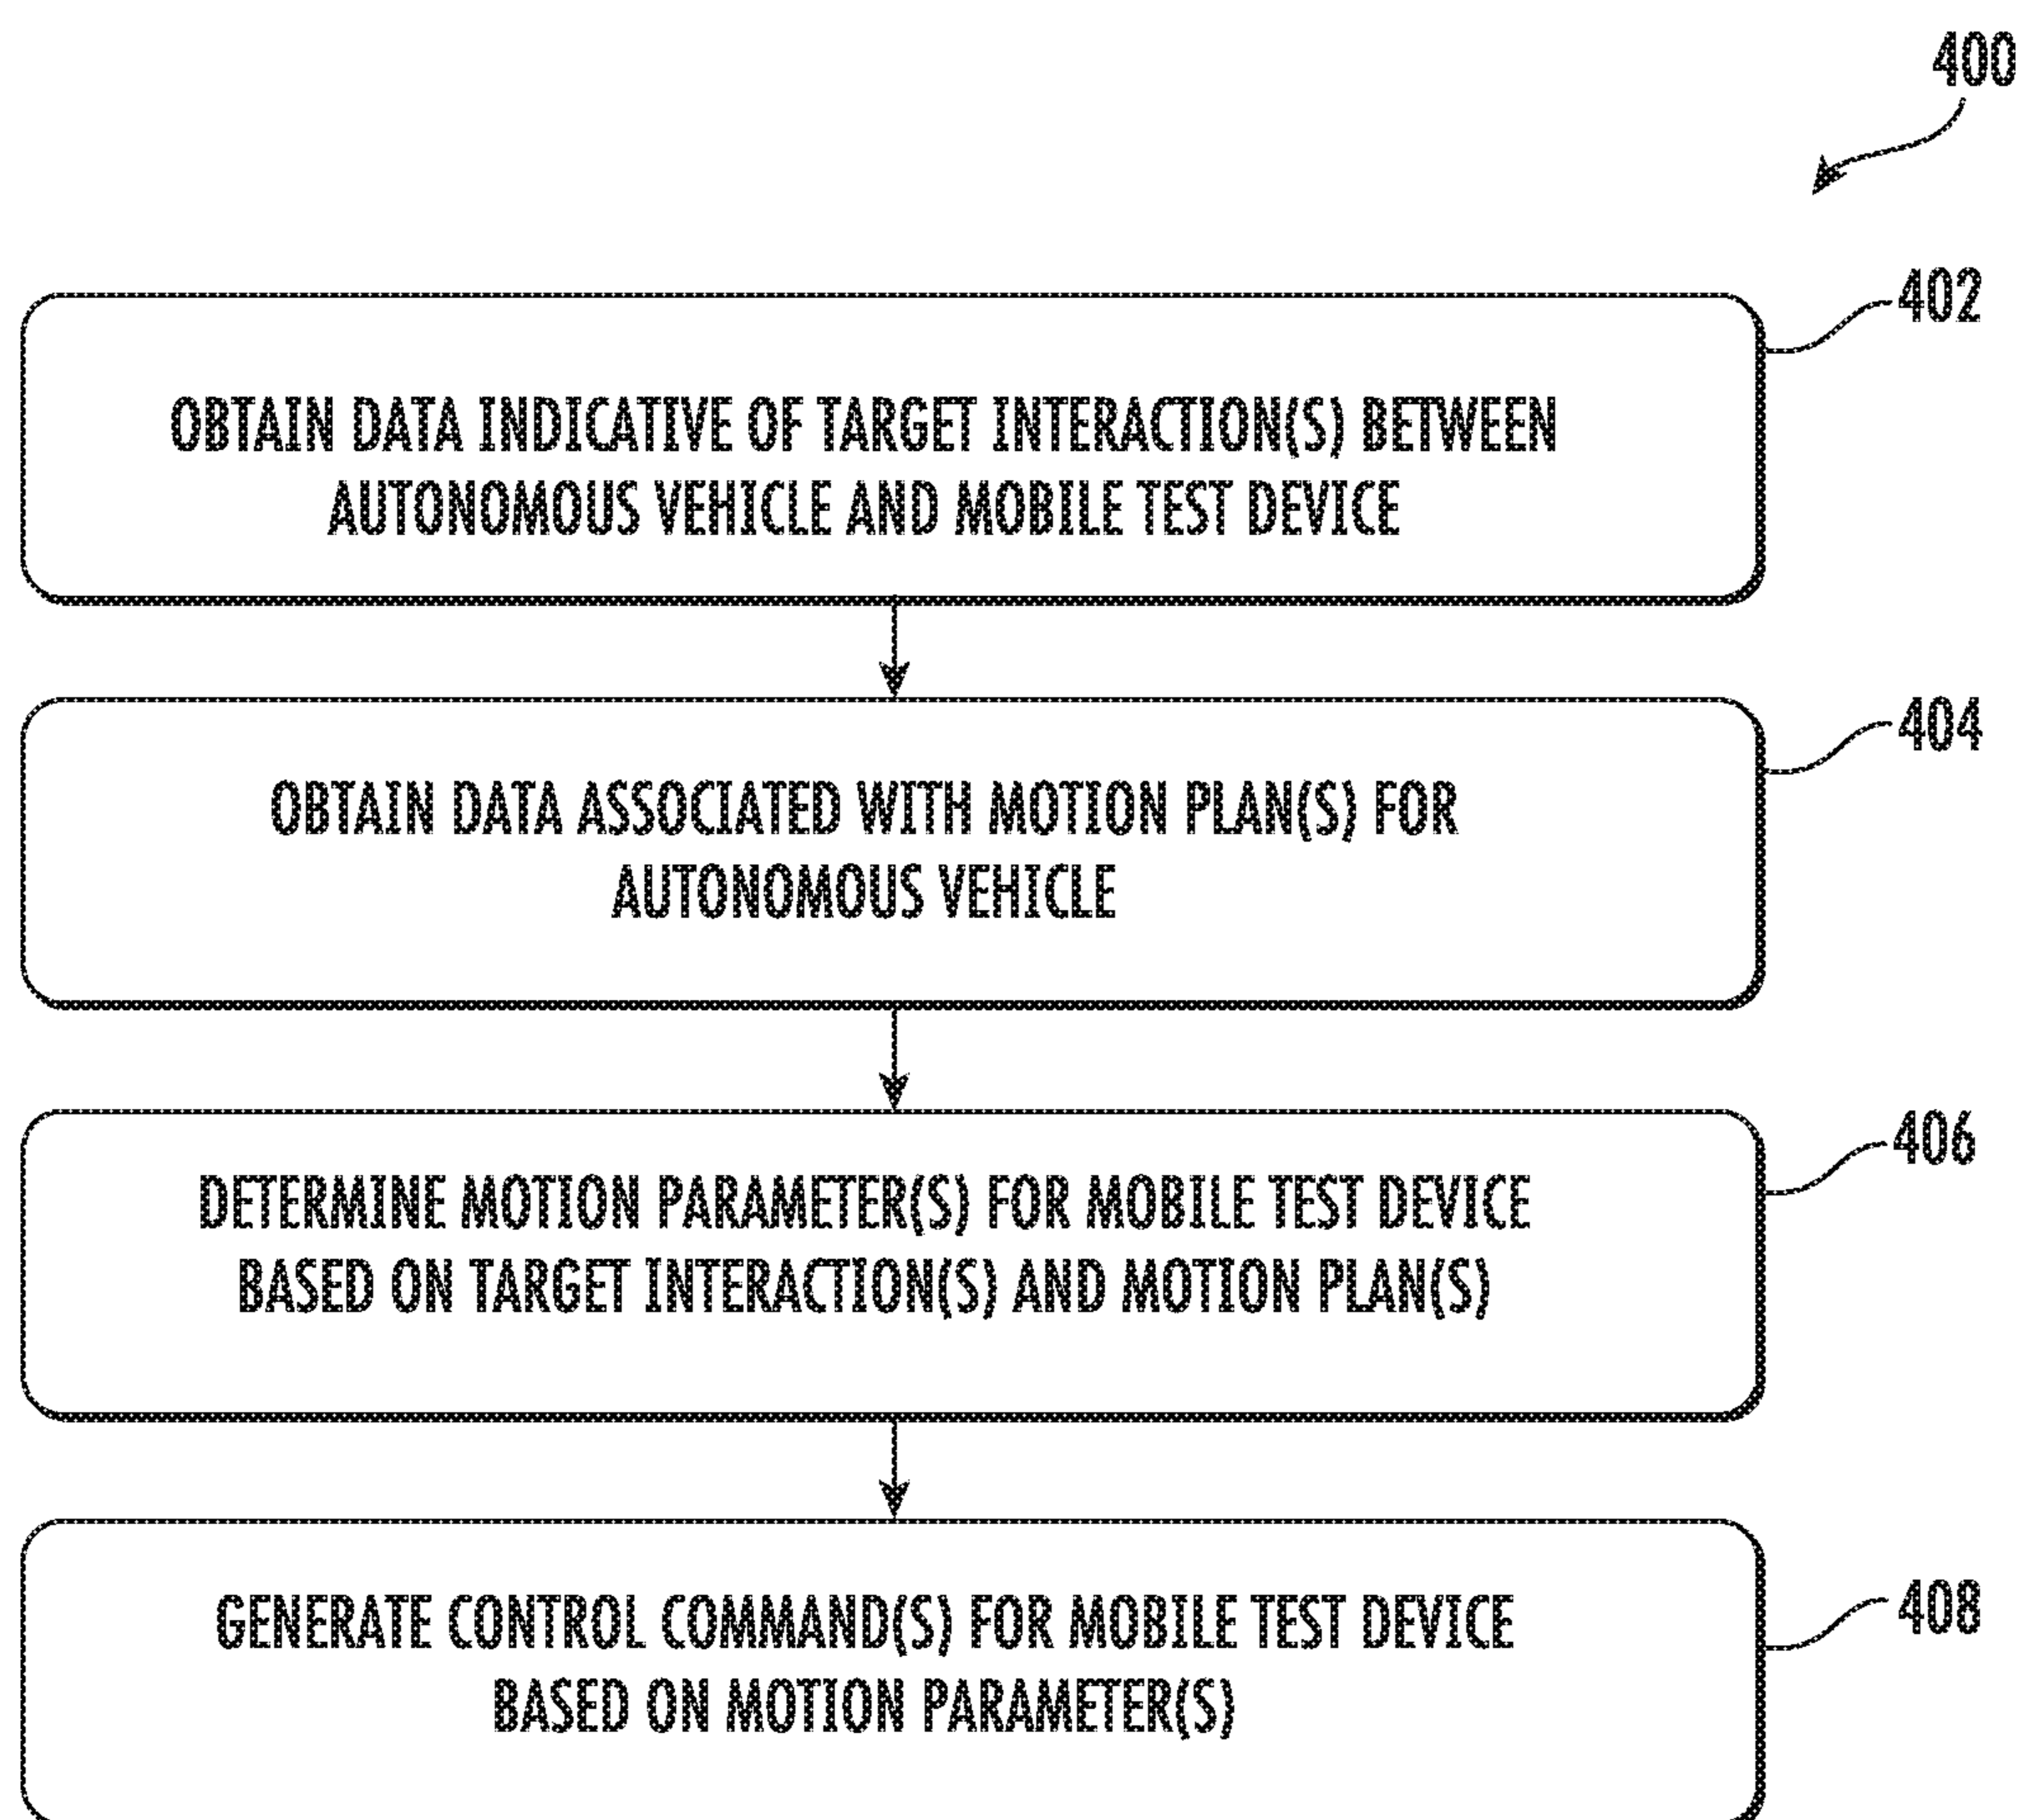 400
402
OBTAIN DATA INDICATIVE OF TARGET INTERACTION(S) BETWEEN
AUTONOMOUS VEHICLE AND MOBILE TEST DEVICE
404
OBTAIN DATA ASSOCIATED WITH MOTION PLAN(S) FOR
AUTONOMOUS VEHICLE
406
DETERMINE MOTION PARAMETER(S) FOR MOBILE TEST DEVICE
BASED ON TARGET INTERACTION(S) AND MOTION PLAN(S)
408
GENERATE CONTROL COMMAND(S) FOR MOBILE TEST DEVICE
BASED ON MOTION PARAMETER(S)